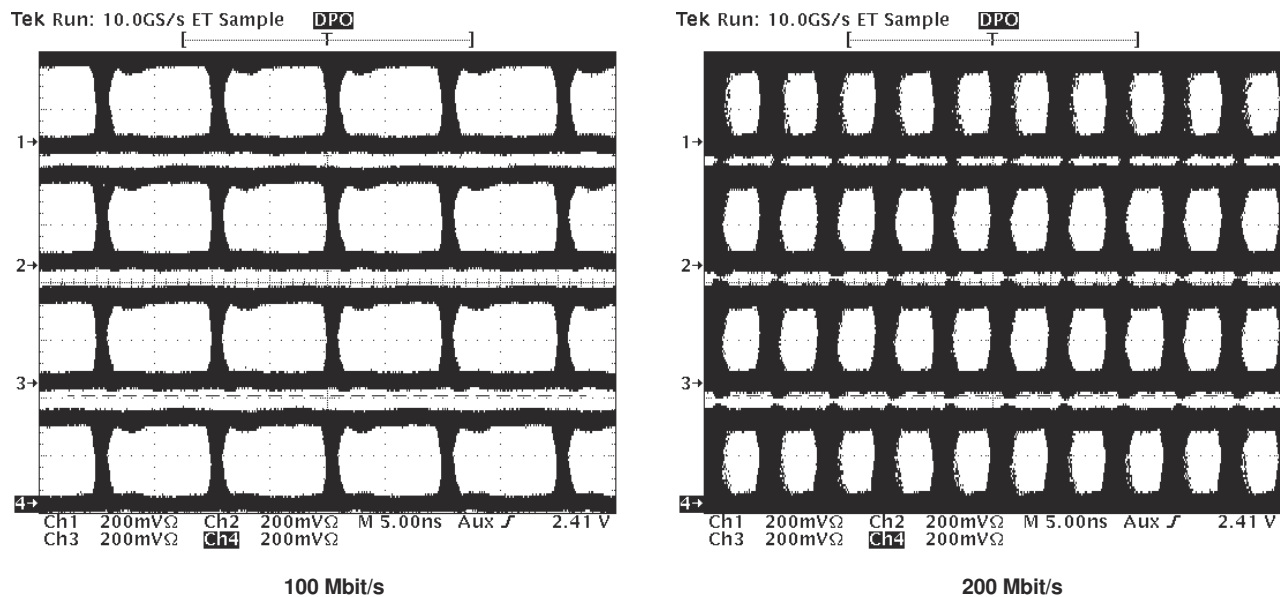 Tek Run: 10.0GS/s ET Sample DPO
T
1
2
3
4
Ch1 200mVΩ Ch2 200mVΩ M 5.00ns Aux ʃ 2.41 V
Ch3 200mVΩ Ch4 200mVΩ
100 Mbit/s
Tek Run: 10.0GS/s ET Sample DPO
T
1
2
3
4
Ch1 200mVΩ Ch2 200mVΩ M 5.00ns Aux ʃ 2.41 V
Ch3 200mVΩ Ch4 200mVΩ
200 Mbit/s